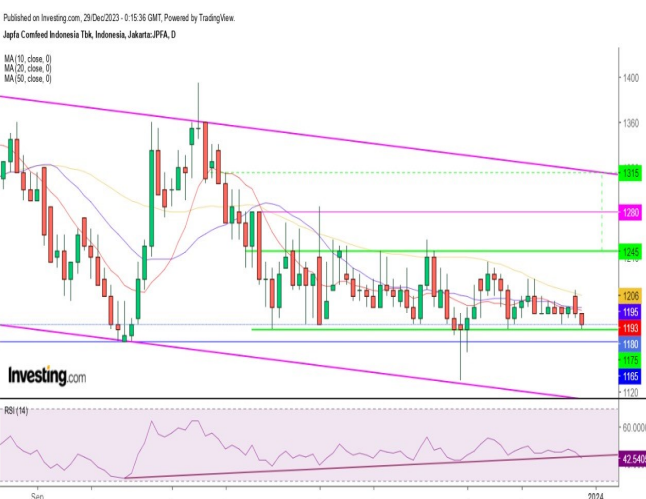 Published on Investing.com, 29/Dec/2023 - 0:15:36 GMT, Powered by TradingView.
Japfa Comfeed Indonesia Tbk, Indonesia, Jakarta:JPFA, D
MA (10, close, 0)
MA (20, close, 0)
MA (50, close, 0)
1400
1360
1315
1280
1245
1206
1195
1193
1180
1175
1165
1120
Investing.com
RSI (14)
60.0000
42.5405
Sep
2024